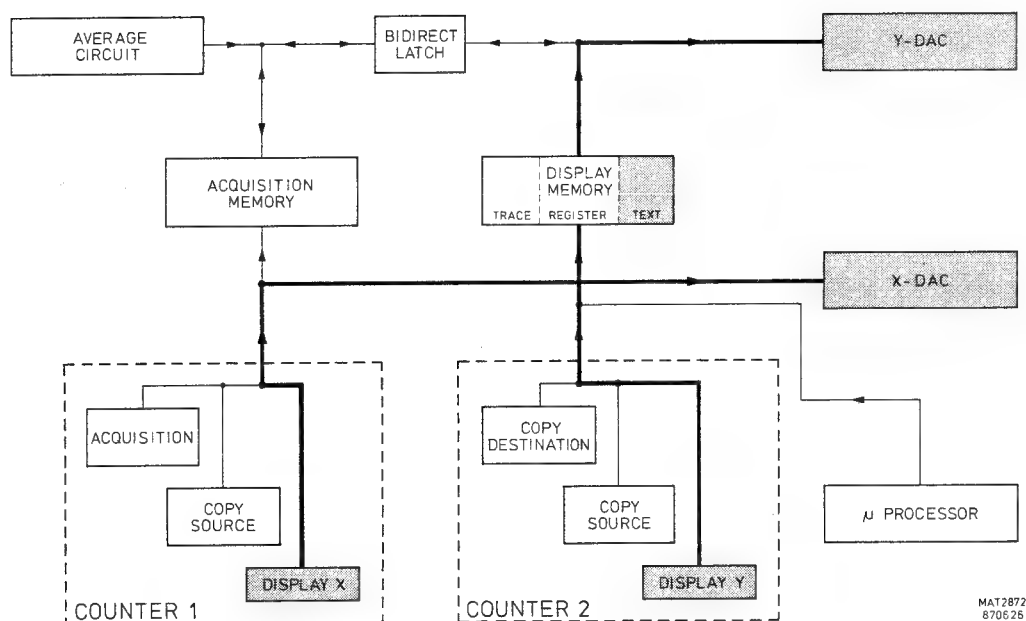 AVERAGE
CIRCUIT
BIDIRECT
LATCH
Y-DAC
ACQUISITION
MEMORY
DISPLAY
MEMORY
TRACE REGISTER TEXT
X-DAC
ACQUISITION
COPY
SOURCE
DISPLAY X
COUNTER 1
COPY
DESTINATION
COPY
SOURCE
DISPLAY Y
COUNTER 2
μ PROCESSOR
MAT2872
870626